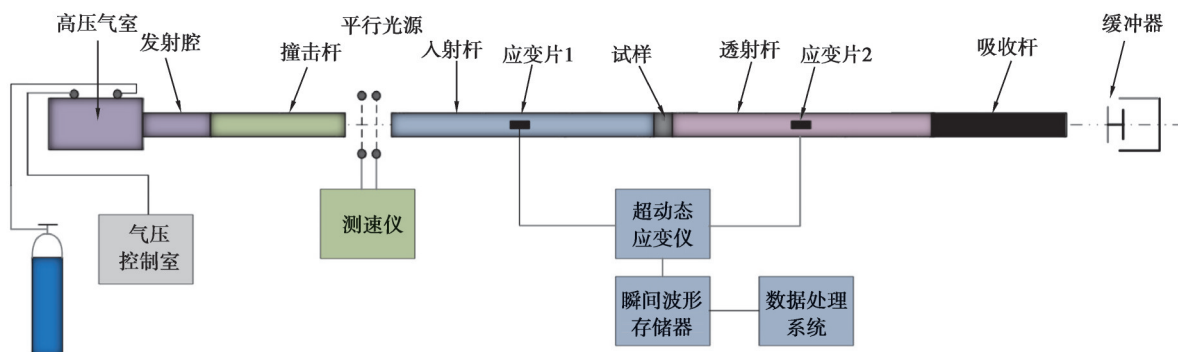 高压气室
发射腔
撞击杆
平行光源
入射杆
应变片1
试样
透射杆
应变片2
吸收杆
缓冲器
气压
控制室
测速仪
超动态
应变仪
瞬间波形
存储器
数据处理
系统